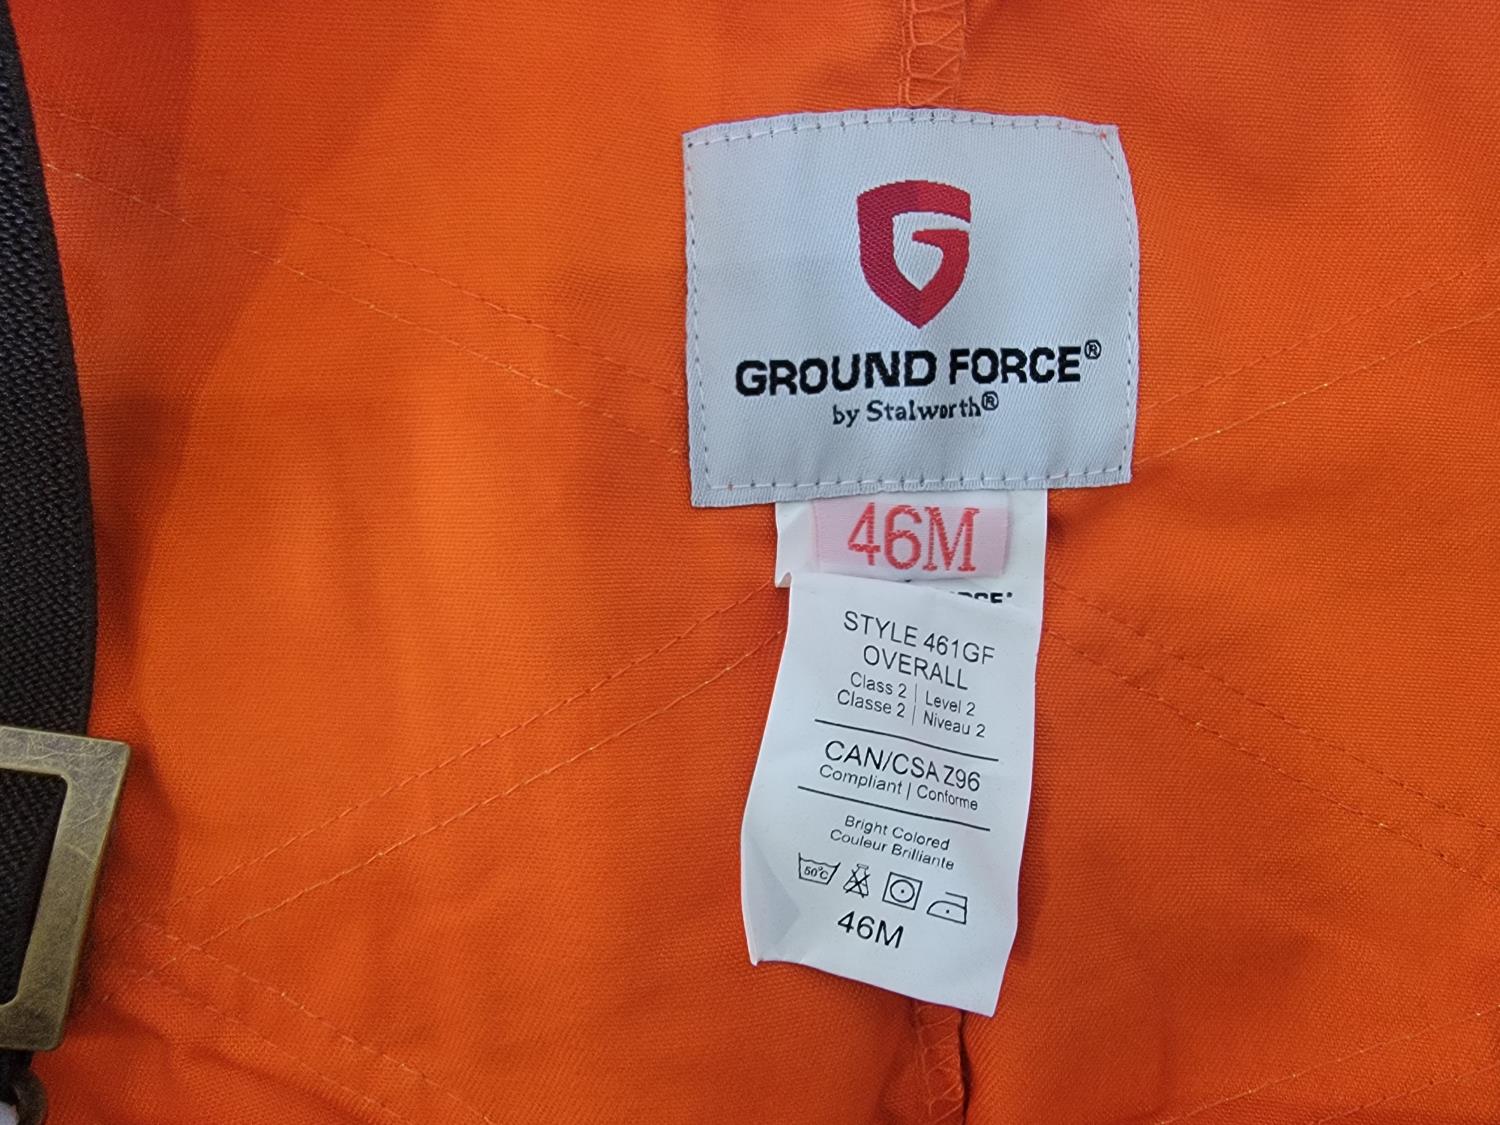 G
GROUND FORCE®
by Stalworth®
46M
STYLE 461GF
OVERALL
Class 2 | Level 2
Classe 2 | Niveau 2
CAN/CSA Z96
Compliant | Conforme
Bright Colored
Couleur Brilliante
50°C
46M